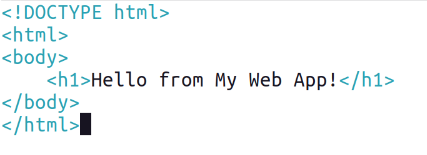 <!DOCTYPE html>
<html>
<body>
    <h1>Hello from My Web App!</h1>
</body>
</html>